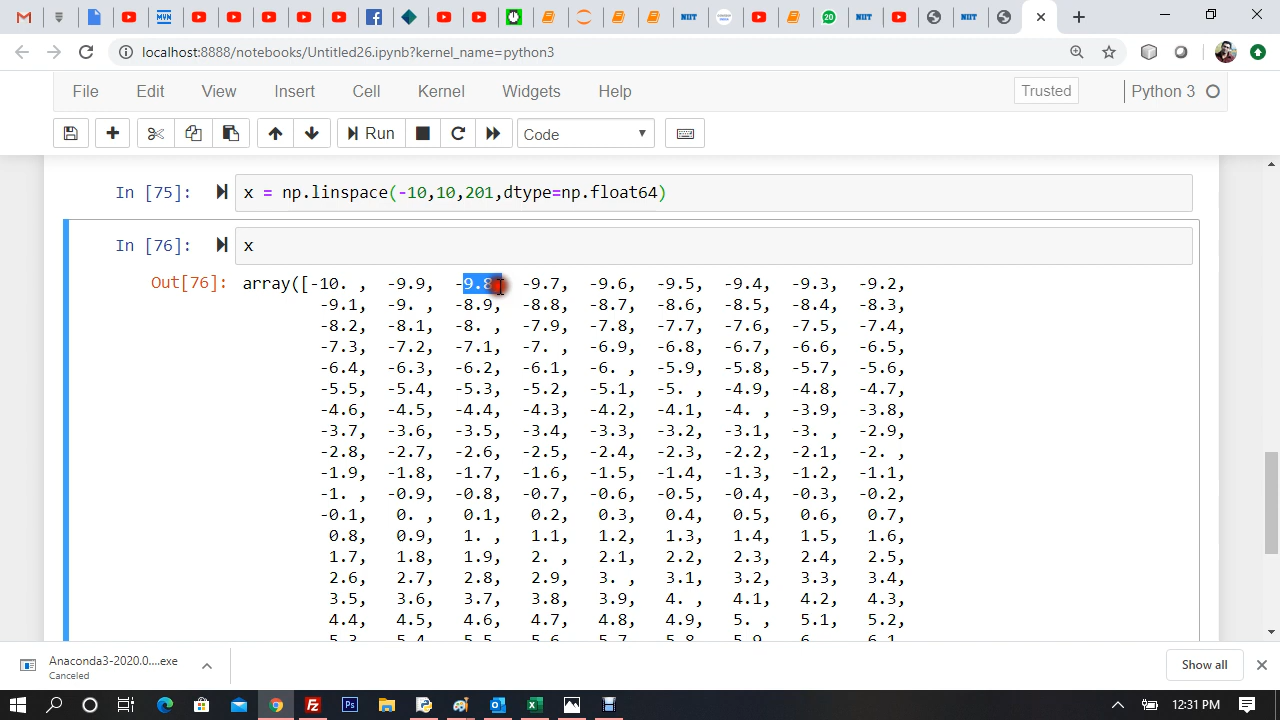 localhost:8888/notebooks/Untitled26.ipynb?kernel_name=python3
File Edit View Insert Cell Kernel Widgets Help Trusted Python 3
Run Code
In [75]: x = np.linspace(-10,10,201,dtype=np.float64)
In [76]: x
Out[76]: array([-10. , -9.9, -9.8, -9.7, -9.6, -9.5, -9.4, -9.3, -9.2,
-9.1, -9. , -8.9, -8.8, -8.7, -8.6, -8.5, -8.4, -8.3,
-8.2, -8.1, -8. , -7.9, -7.8, -7.7, -7.6, -7.5, -7.4,
-7.3, -7.2, -7.1, -7. , -6.9, -6.8, -6.7, -6.6, -6.5,
-6.4, -6.3, -6.2, -6.1, -6. , -5.9, -5.8, -5.7, -5.6,
-5.5, -5.4, -5.3, -5.2, -5.1, -5. , -4.9, -4.8, -4.7,
-4.6, -4.5, -4.4, -4.3, -4.2, -4.1, -4. , -3.9, -3.8,
-3.7, -3.6, -3.5, -3.4, -3.3, -3.2, -3.1, -3. , -2.9,
-2.8, -2.7, -2.6, -2.5, -2.4, -2.3, -2.2, -2.1, -2. ,
-1.9, -1.8, -1.7, -1.6, -1.5, -1.4, -1.3, -1.2, -1.1,
-1. , -0.9, -0.8, -0.7, -0.6, -0.5, -0.4, -0.3, -0.2,
-0.1, 0. , 0.1, 0.2, 0.3, 0.4, 0.5, 0.6, 0.7,
0.8, 0.9, 1. , 1.1, 1.2, 1.3, 1.4, 1.5, 1.6,
1.7, 1.8, 1.9, 2. , 2.1, 2.2, 2.3, 2.4, 2.5,
2.6, 2.7, 2.8, 2.9, 3. , 3.1, 3.2, 3.3, 3.4,
3.5, 3.6, 3.7, 3.8, 3.9, 4. , 4.1, 4.2, 4.3,
4.4, 4.5, 4.6, 4.7, 4.8, 4.9, 5. , 5.1, 5.2,
Anaconda3-2020.0....exe
Canceled
Show all
12:31 PM